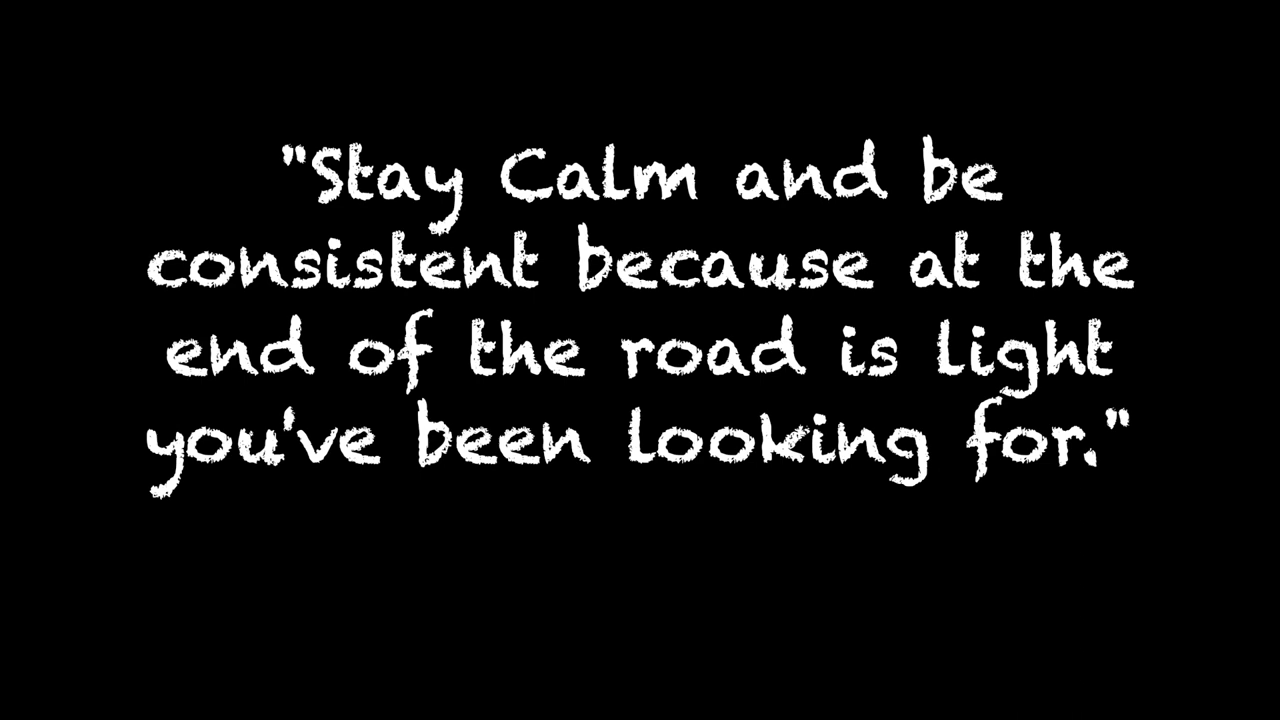 "Stay Calm and be
consistent because at the
end of the road is light
you've been looking for."